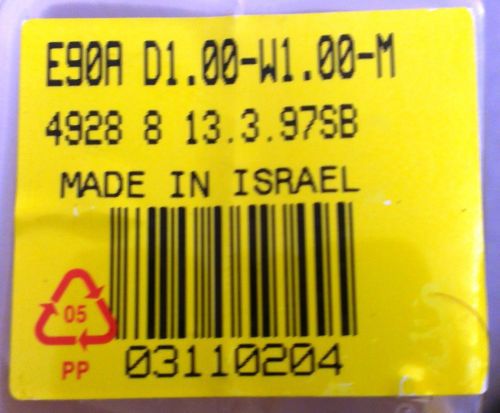 E90A D1.00-W1.00-M
4928 8 13.3.97SB
MADE IN ISRAEL
05
PP
03110204